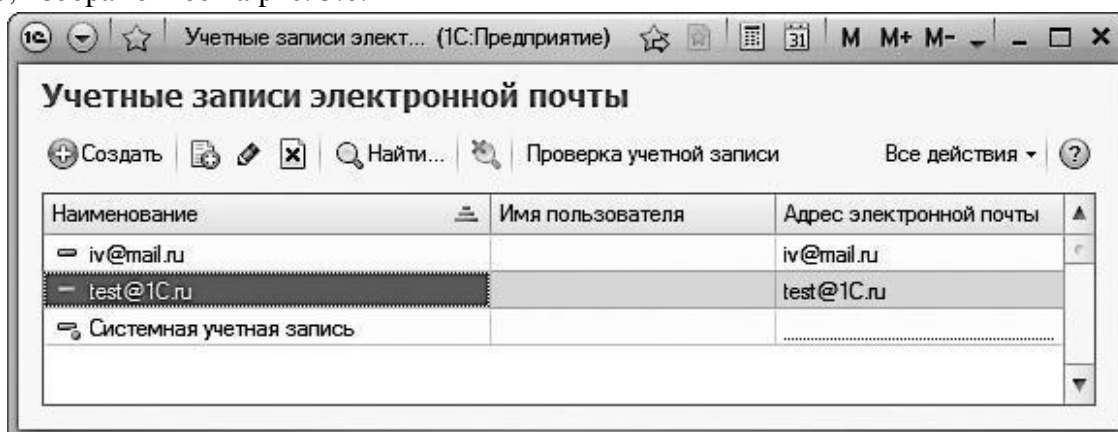 Учетные записи элект... (1С:Предприятие) 31 M M+ M-
Учетные записи электронной почты
Создать Найти... Проверка учетной записи Все действия ?
Наименование Имя пользователя Адрес электронной почты
iv@mail.ru iv@mail.ru
test@1C.ru test@1C.ru
Системная учетная запись